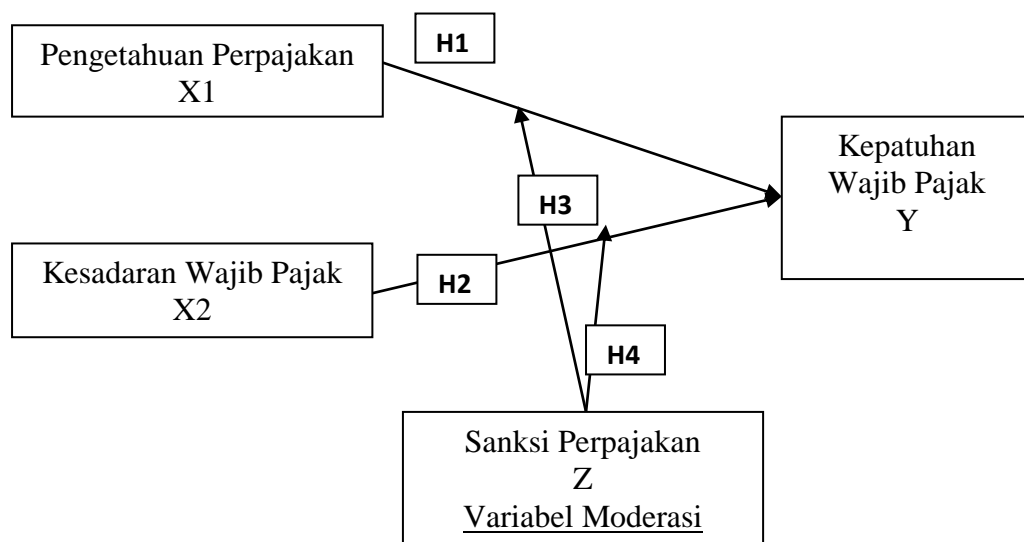 Pengetahuan Perpajakan
X1
H1
Kepatuhan
Wajib Pajak
Y
H3
Kesadaran Wajib Pajak
X2
H2
H4
Sanksi Perpajakan
Z
Variabel Moderasi